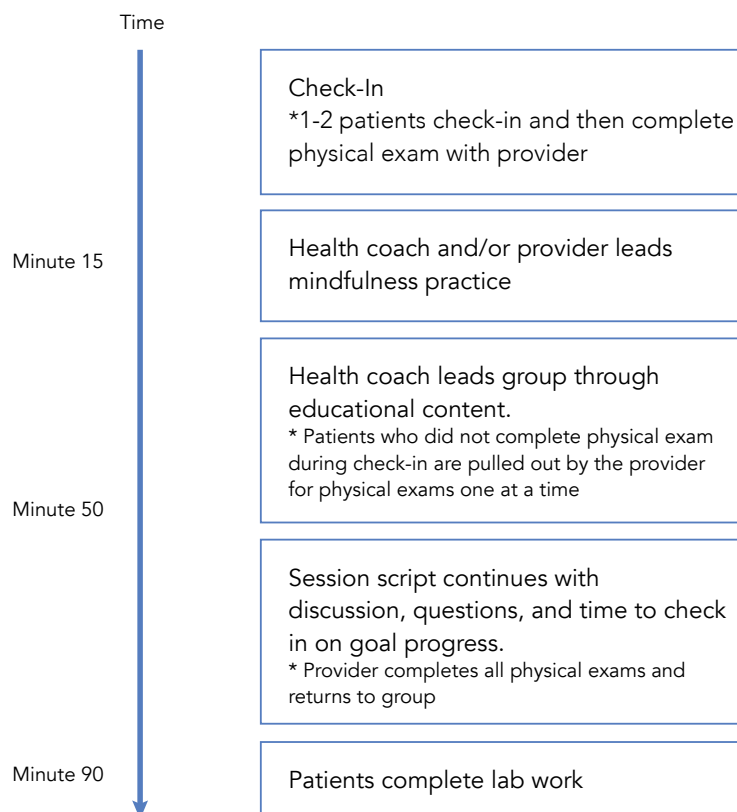 Time
Check-In
*1-2 patients check-in and then complete
physical exam with provider
Minute 15
Health coach and/or provider leads
mindfulness practice
Health coach leads group through
educational content.
* Patients who did not complete physical exam
during check-in are pulled out by the provider
for physical exams one at a time
Minute 50
Session script continues with
discussion, questions, and time to check
in on goal progress.
* Provider completes all physical exams and
returns to group
Minute 90
Patients complete lab work